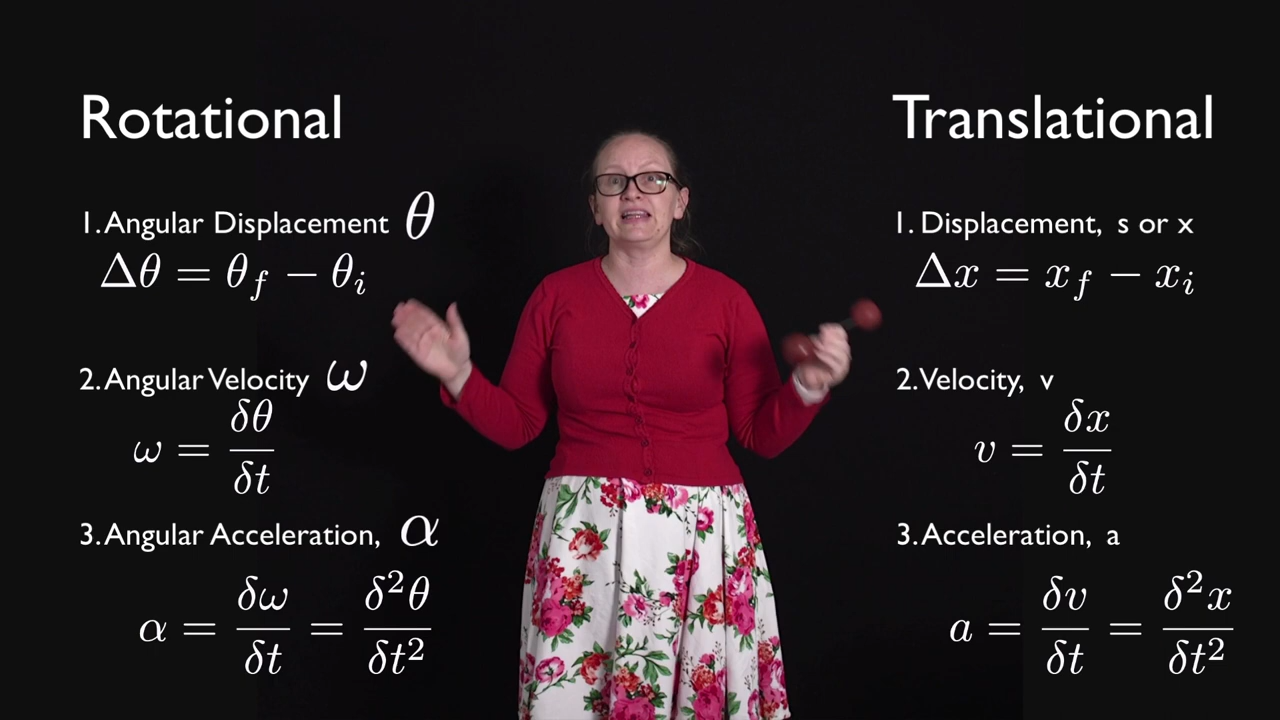 Rotational
1. Angular Displacement θ
Δθ = θ_f − θ_i
2. Angular Velocity ω
ω = δθ/δt
3. Angular Acceleration, α
α = δω/δt = δ²θ/δt²
Translational
1. Displacement, s or x
Δx = x_f − x_i
2. Velocity, v
v = δx/δt
3. Acceleration, a
a = δv/δt = δ²x/δt²